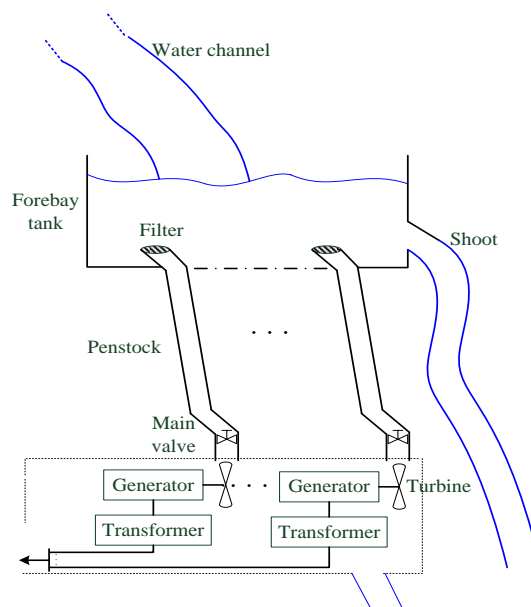 Water channel
Forebay
tank
Filter
Shoot
Penstock
Main
valve
Generator
Generator
Turbine
Transformer
Transformer